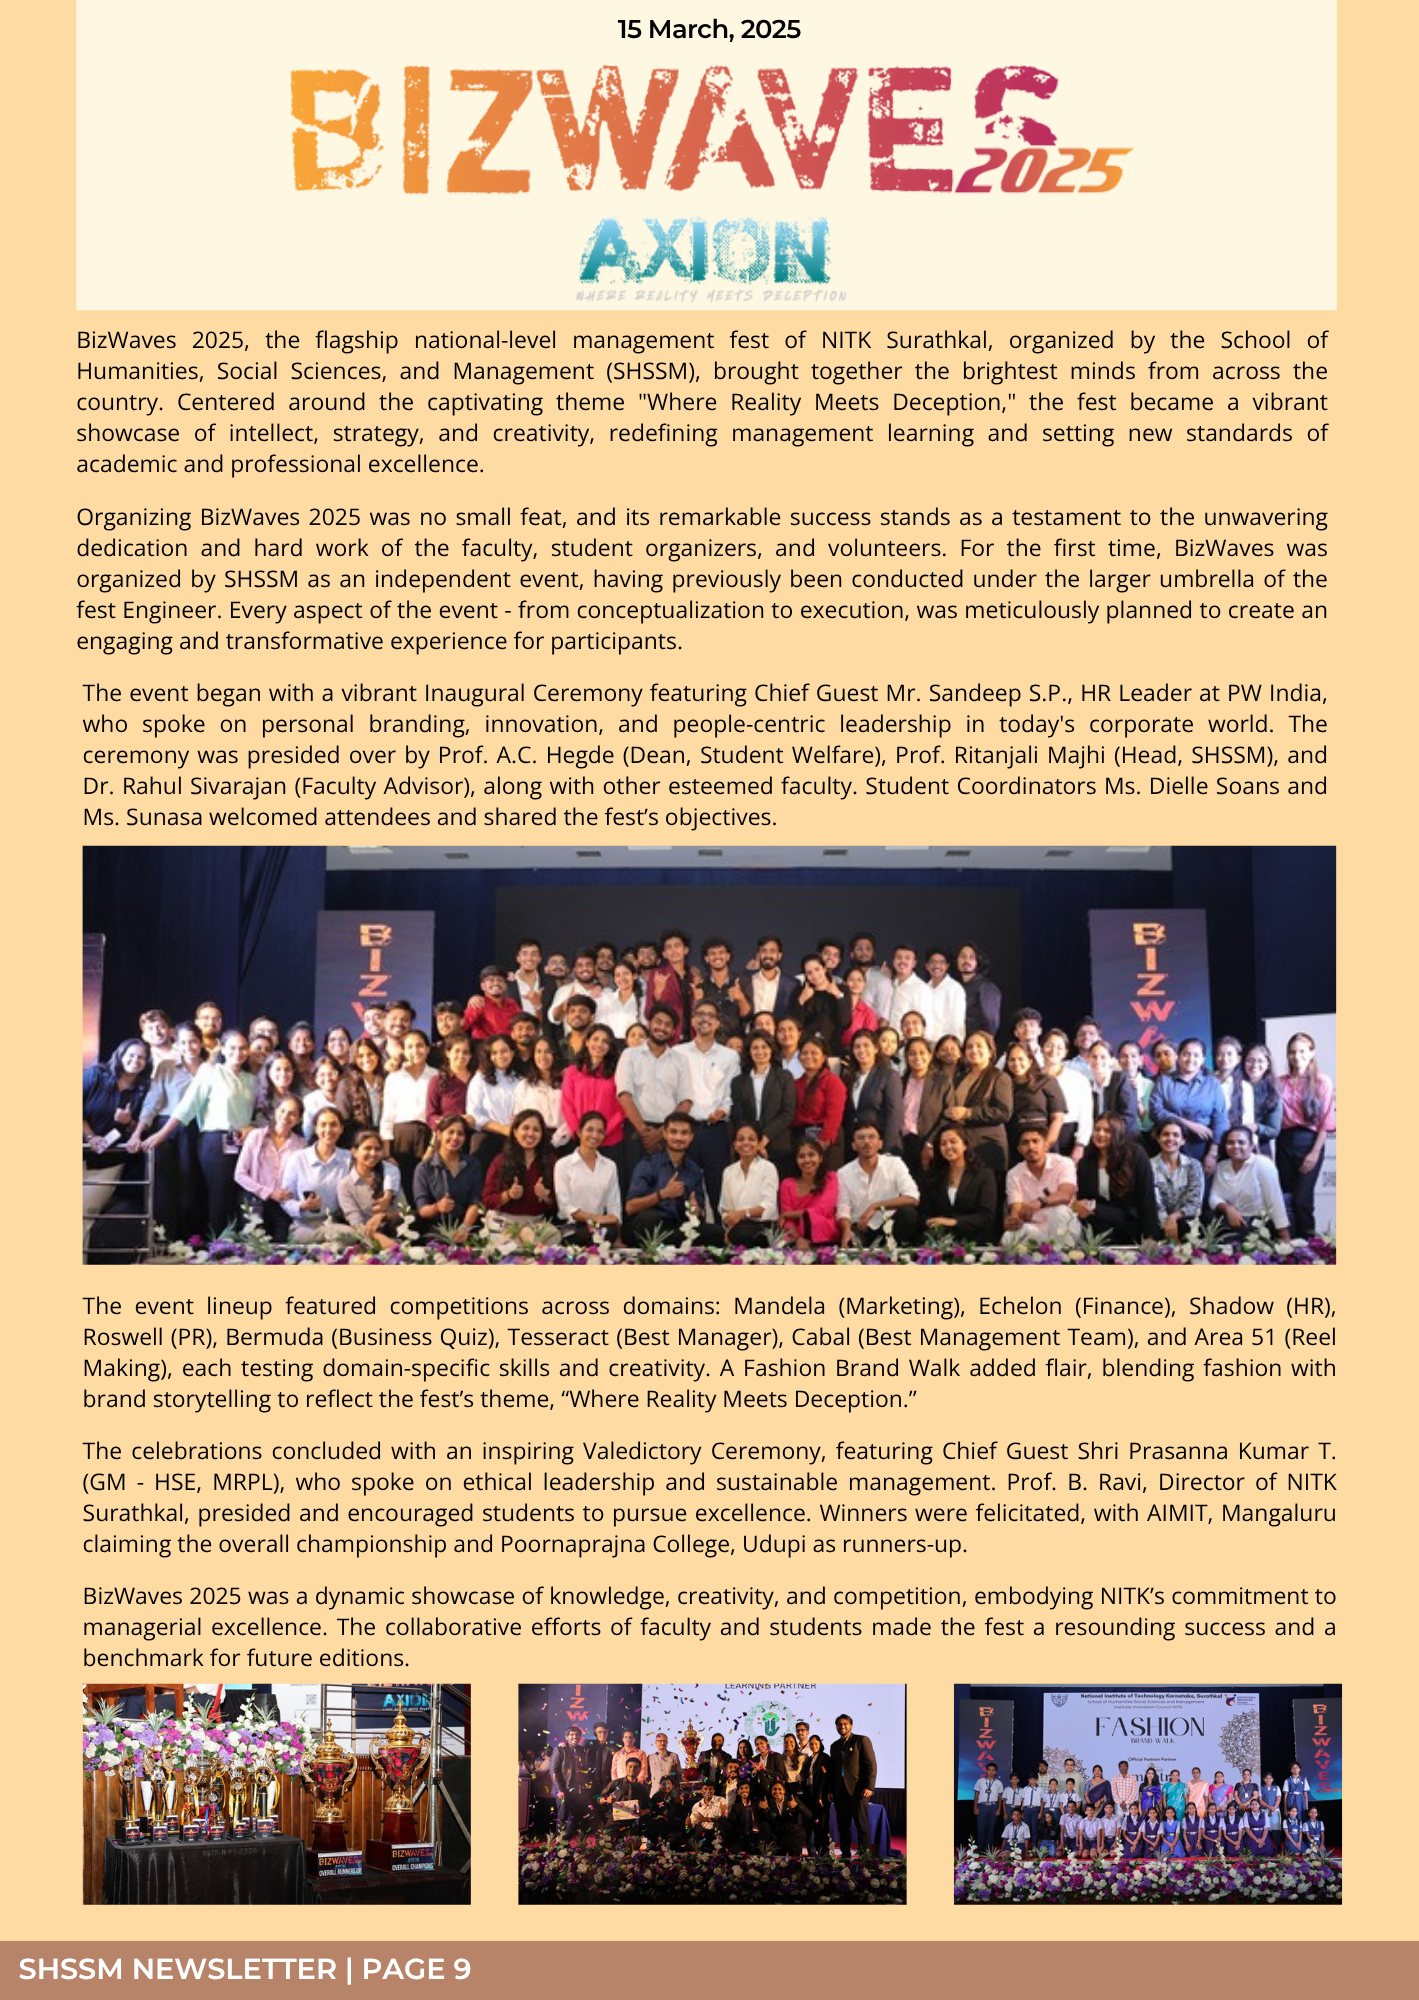 15 March, 2025
BIZWAVES
2025
AXION
WHERE REALITY MEETS DECEPTION
BizWaves 2025, the flagship national-level management fest of NITK Surathkal, organized by the School of
Humanities, Social Sciences, and Management (SHSSM), brought together the brightest minds from across the
country. Centered around the captivating theme "Where Reality Meets Deception," the fest became a vibrant
showcase of intellect, strategy, and creativity, redefining management learning and setting new standards of
academic and professional excellence.
Organizing BizWaves 2025 was no small feat, and its remarkable success stands as a testament to the unwavering
dedication and hard work of the faculty, student organizers, and volunteers. For the first time, BizWaves was
organized by SHSSM as an independent event, having previously been conducted under the larger umbrella of the
fest Engineer. Every aspect of the event - from conceptualization to execution, was meticulously planned to create an
engaging and transformative experience for participants.
The event began with a vibrant Inaugural Ceremony featuring Chief Guest Mr. Sandeep S.P., HR Leader at PW India,
who spoke on personal branding, innovation, and people-centric leadership in today's corporate world. The
ceremony was presided over by Prof. A.C. Hegde (Dean, Student Welfare), Prof. Ritanjali Majhi (Head, SHSSM), and
Dr. Rahul Sivarajan (Faculty Advisor), along with other esteemed faculty. Student Coordinators Ms. Dielle Soans and
Ms. Sunasa welcomed attendees and shared the fest’s objectives.
BIZW
BIZWA
The event lineup featured competitions across domains: Mandela (Marketing), Echelon (Finance), Shadow (HR),
Roswell (PR), Bermuda (Business Quiz), Tesseract (Best Manager), Cabal (Best Management Team), and Area 51 (Reel
Making), each testing domain-specific skills and creativity. A Fashion Brand Walk added flair, blending fashion with
brand storytelling to reflect the fest’s theme, “Where Reality Meets Deception.”
The celebrations concluded with an inspiring Valedictory Ceremony, featuring Chief Guest Shri Prasanna Kumar T.
(GM - HSE, MRPL), who spoke on ethical leadership and sustainable management. Prof. B. Ravi, Director of NITK
Surathkal, presided and encouraged students to pursue excellence. Winners were felicitated, with AIMIT, Mangaluru
claiming the overall championship and Poornaprajna College, Udupi as runners-up.
BizWaves 2025 was a dynamic showcase of knowledge, creativity, and competition, embodying NITK’s commitment to
managerial excellence. The collaborative efforts of faculty and students made the fest a resounding success and a
benchmark for future editions.
AXION
BIZWAVES
OVERALL RUNNERS UP
BIZWAVES
OVERALL CHAMPIONS
LEARNING PARTNER
IZW
National Institute of Technology Karnataka, Surathkal
School of Humanities Social Sciences and Management
FASHION
BRAND WALK
Official Fashion Partner
BIZWA
BIZWAVES
SHSSM NEWSLETTER | PAGE 9